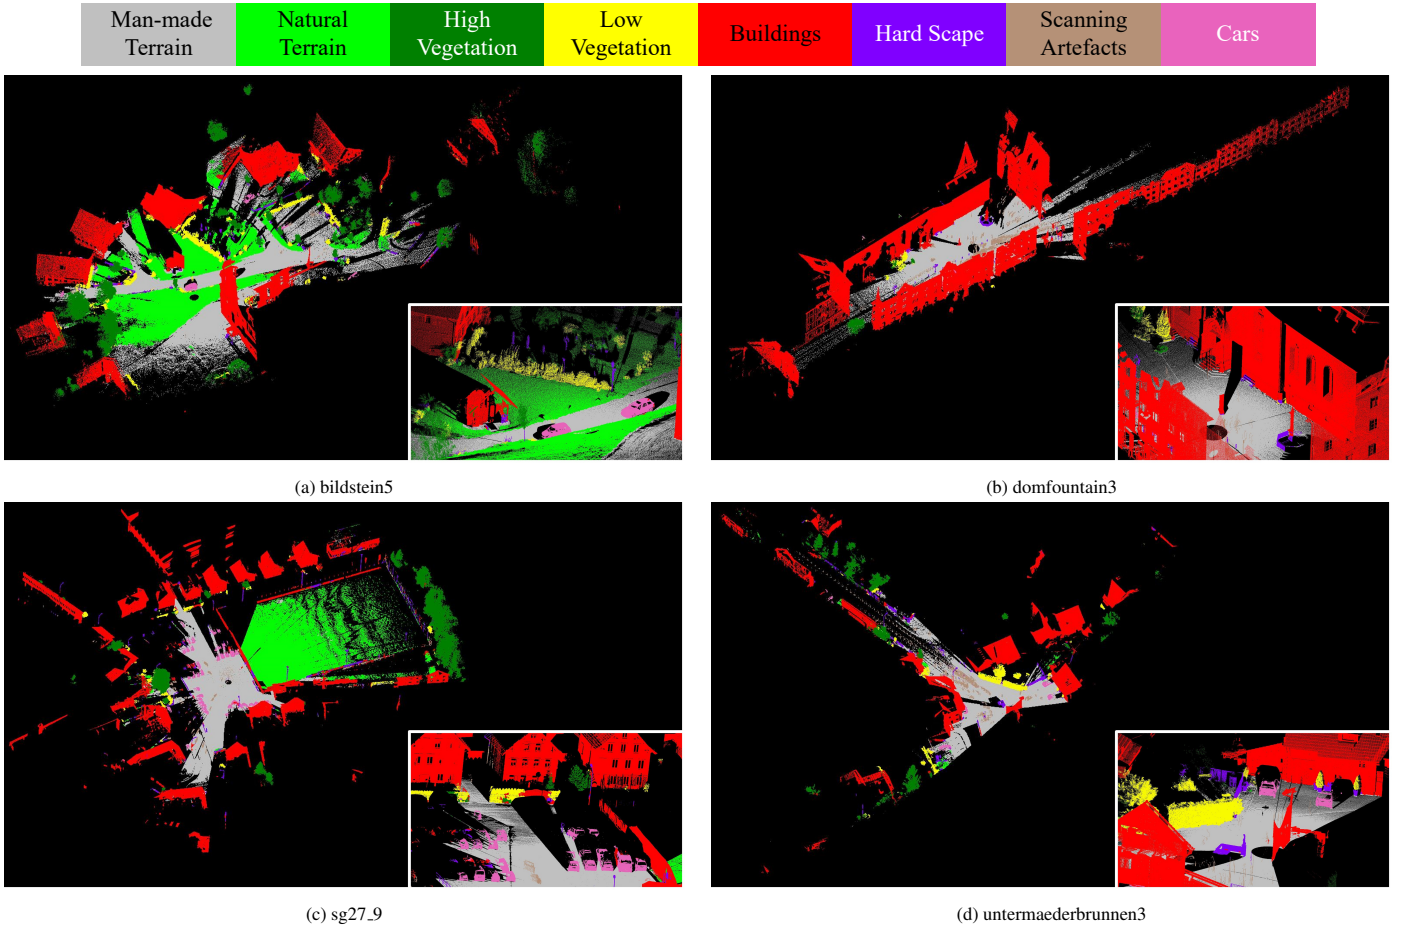 Man-made
Terrain
Natural
Terrain
High
Vegetation
Low
Vegetation
Buildings
Hard Scape
Scanning
Artefacts
Cars
(a) bildstein5
(b) domfountain3
(c) sg27_9
(d) untermaederbrunnen3